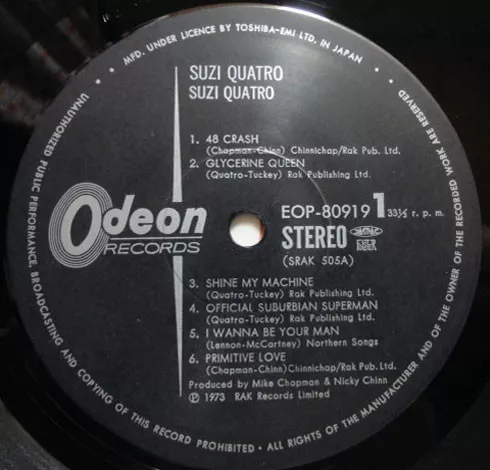 MFD. UNDER LICENCE BY TOSHIBA-EMI LTD. IN JAPAN
SUZI QUATRO
SUZI QUATRO
1. 48 CRASH
(Chapman-Chinn) Chinnichap/Rak Pub. Ltd.
2. GLYCERINE QUEEN
(Quatro-Tuckey) Rak Publishing Ltd.
Odeon
RECORDS
EOP-80919 1 33⅓ r. p. m.
STEREO
(SRAK 505A)
3. SHINE MY MACHINE
(Quatro-Tuckey) Rak Publishing Ltd.
4. OFFICIAL SUBURBIAN SUPERMAN
(Quatro-Tuckey) Rak Publishing Ltd.
5. I WANNA BE YOUR MAN
(Lennon-McCartney) Northern Songs
6. PRIMITIVE LOVE
(Chapman-Chinn) Chinnichap/Rak Pub. Ltd.
Produced by Mike Chapman & Nicky Chinn
℗ 1973 RAK Records Limited
UNAUTHORIZED PUBLIC PERFORMANCE, BROADCASTING AND COPYING OF THIS RECORD PROHIBITED
• ALL RIGHTS OF THE MANUFACTURER AND OF THE OWNER OF THE RECORDED WORK ARE RESERVED